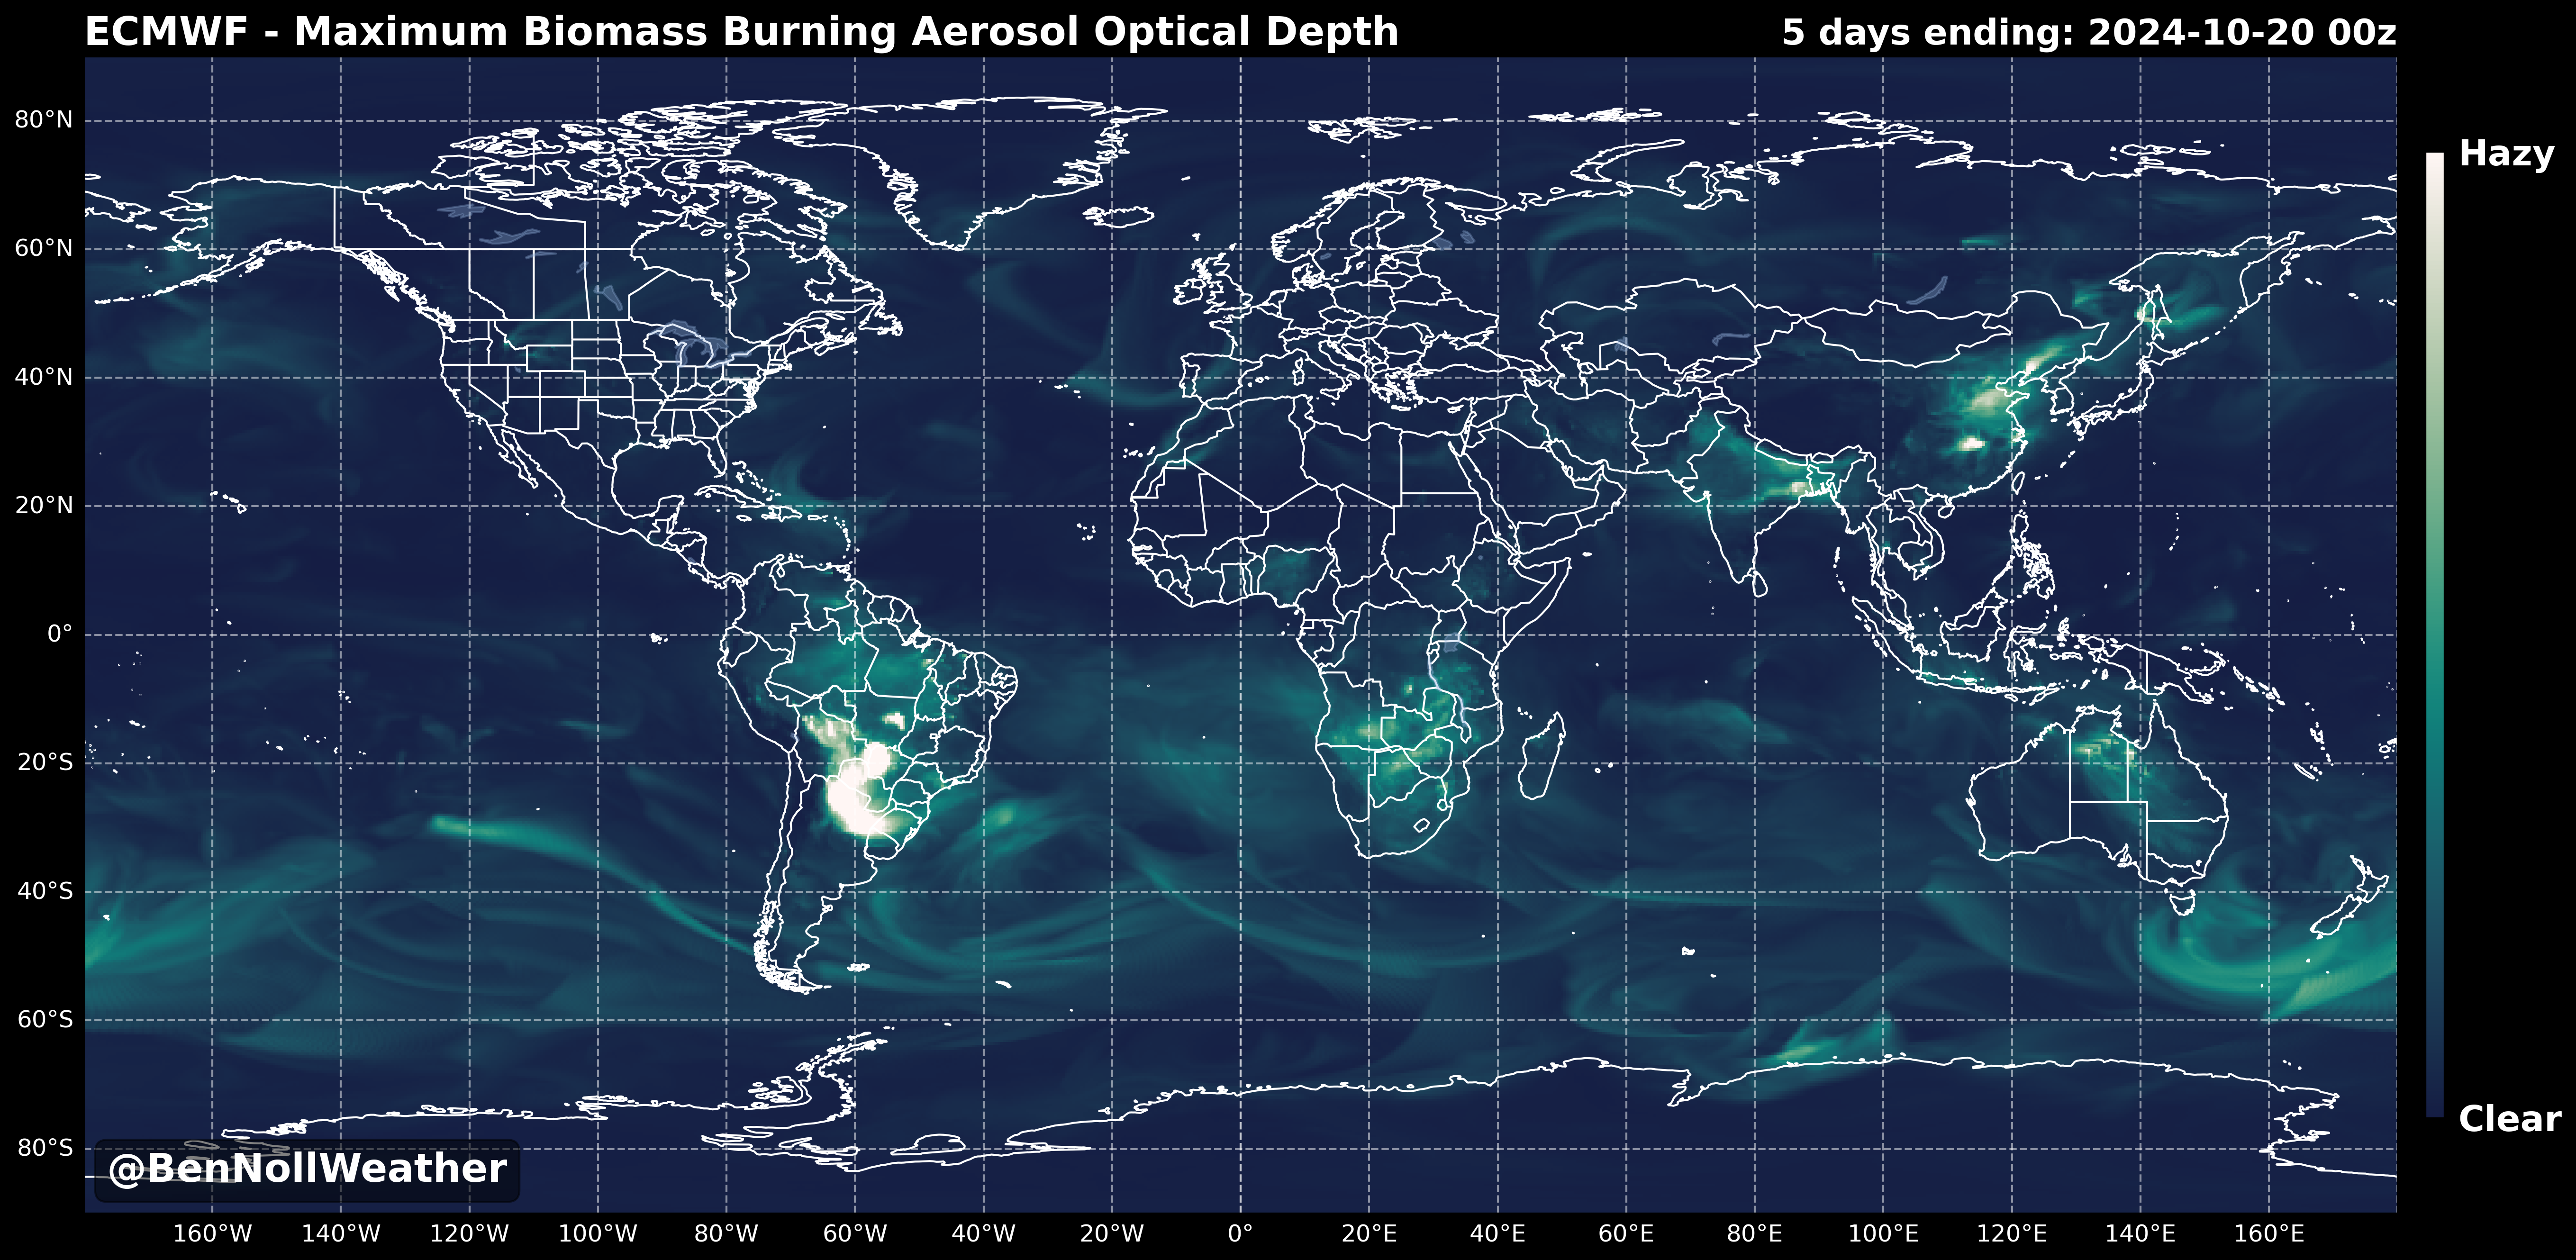 ECMWF - Maximum Biomass Burning Aerosol Optical Depth
5 days ending: 2024-10-20 00z
Hazy
Clear
80°N
60°N
40°N
20°N
0°
20°S
40°S
60°S
80°S
@BenNollWeather
160°W 140°W 120°W 100°W 80°W 60°W 40°W 20°W 0° 20°E 40°E 60°E 80°E 100°E 120°E 140°E 160°E